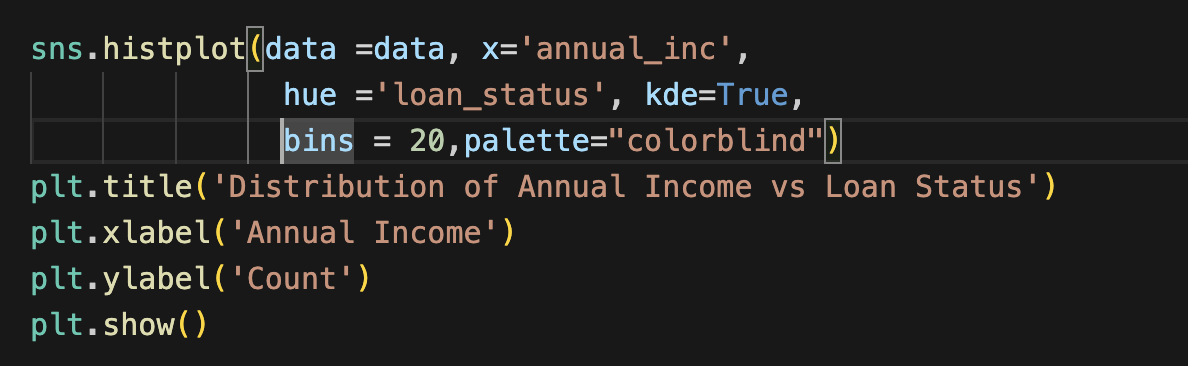 sns.histplot(data =data, x='annual_inc',
hue ='loan_status', kde=True,
bins = 20,palette="colorblind")
plt.title('Distribution of Annual Income vs Loan Status')
plt.xlabel('Annual Income')
plt.ylabel('Count')
plt.show()